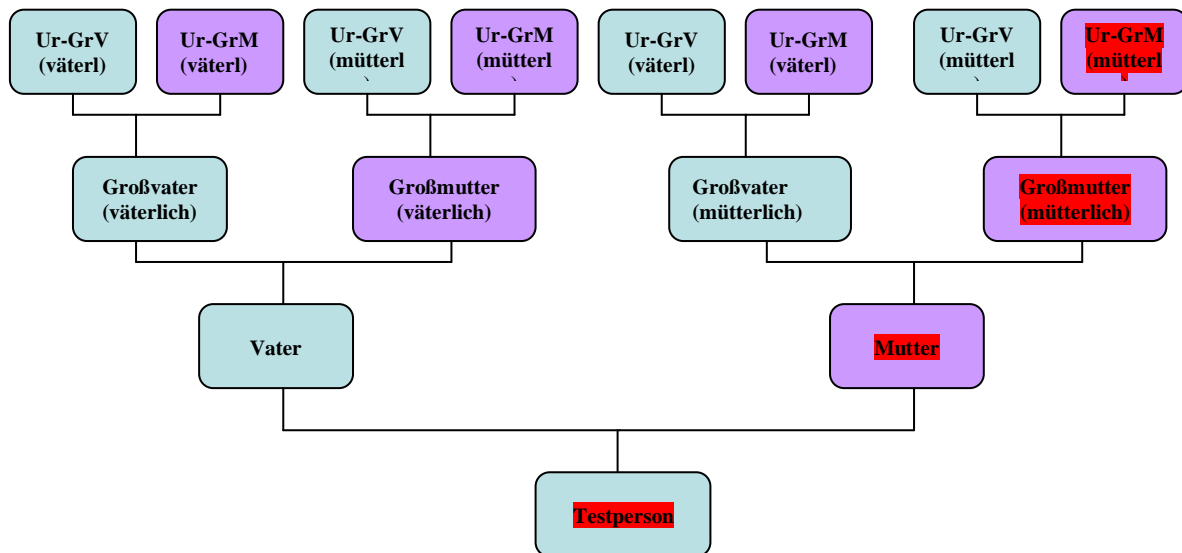 Ur-GrV
(väterl)
Ur-GrM
(väterl)
Ur-GrV
(mütterl
Ur-GrM
(mütterl
Ur-GrV
(väterl)
Ur-GrM
(väterl)
Ur-GrV
(mütterl
Ur-GrM
(mütterl
Großvater
(väterlich)
Großmutter
(väterlich)
Großvater
(mütterlich)
Großmutter
(mütterlich)
Vater
Mutter
Testperson